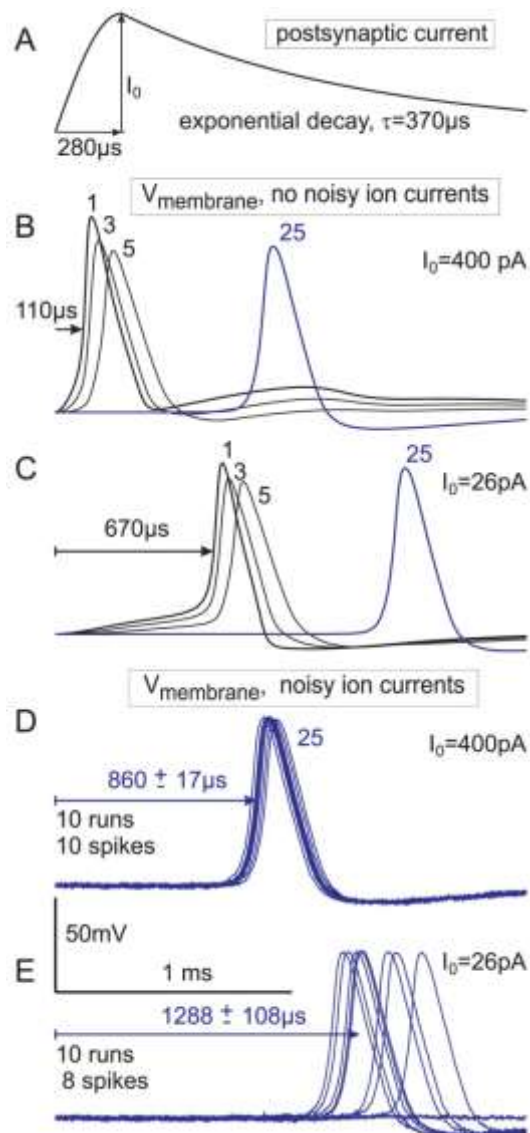 A
postsynaptic current
I0
exponential decay, τ=370µs
280µs
Vmembrane, no noisy ion currents
B
1
3
5
25
I0=400 pA
110µs
C
1
3
5
25
I0=26pA
670µs
Vmembrane, noisy ion currents
D
25
I0=400pA
860 ± 17µs
10 runs
10 spikes
50mV
1 ms
E
I0=26pA
1288 ± 108µs
10 runs
8 spikes